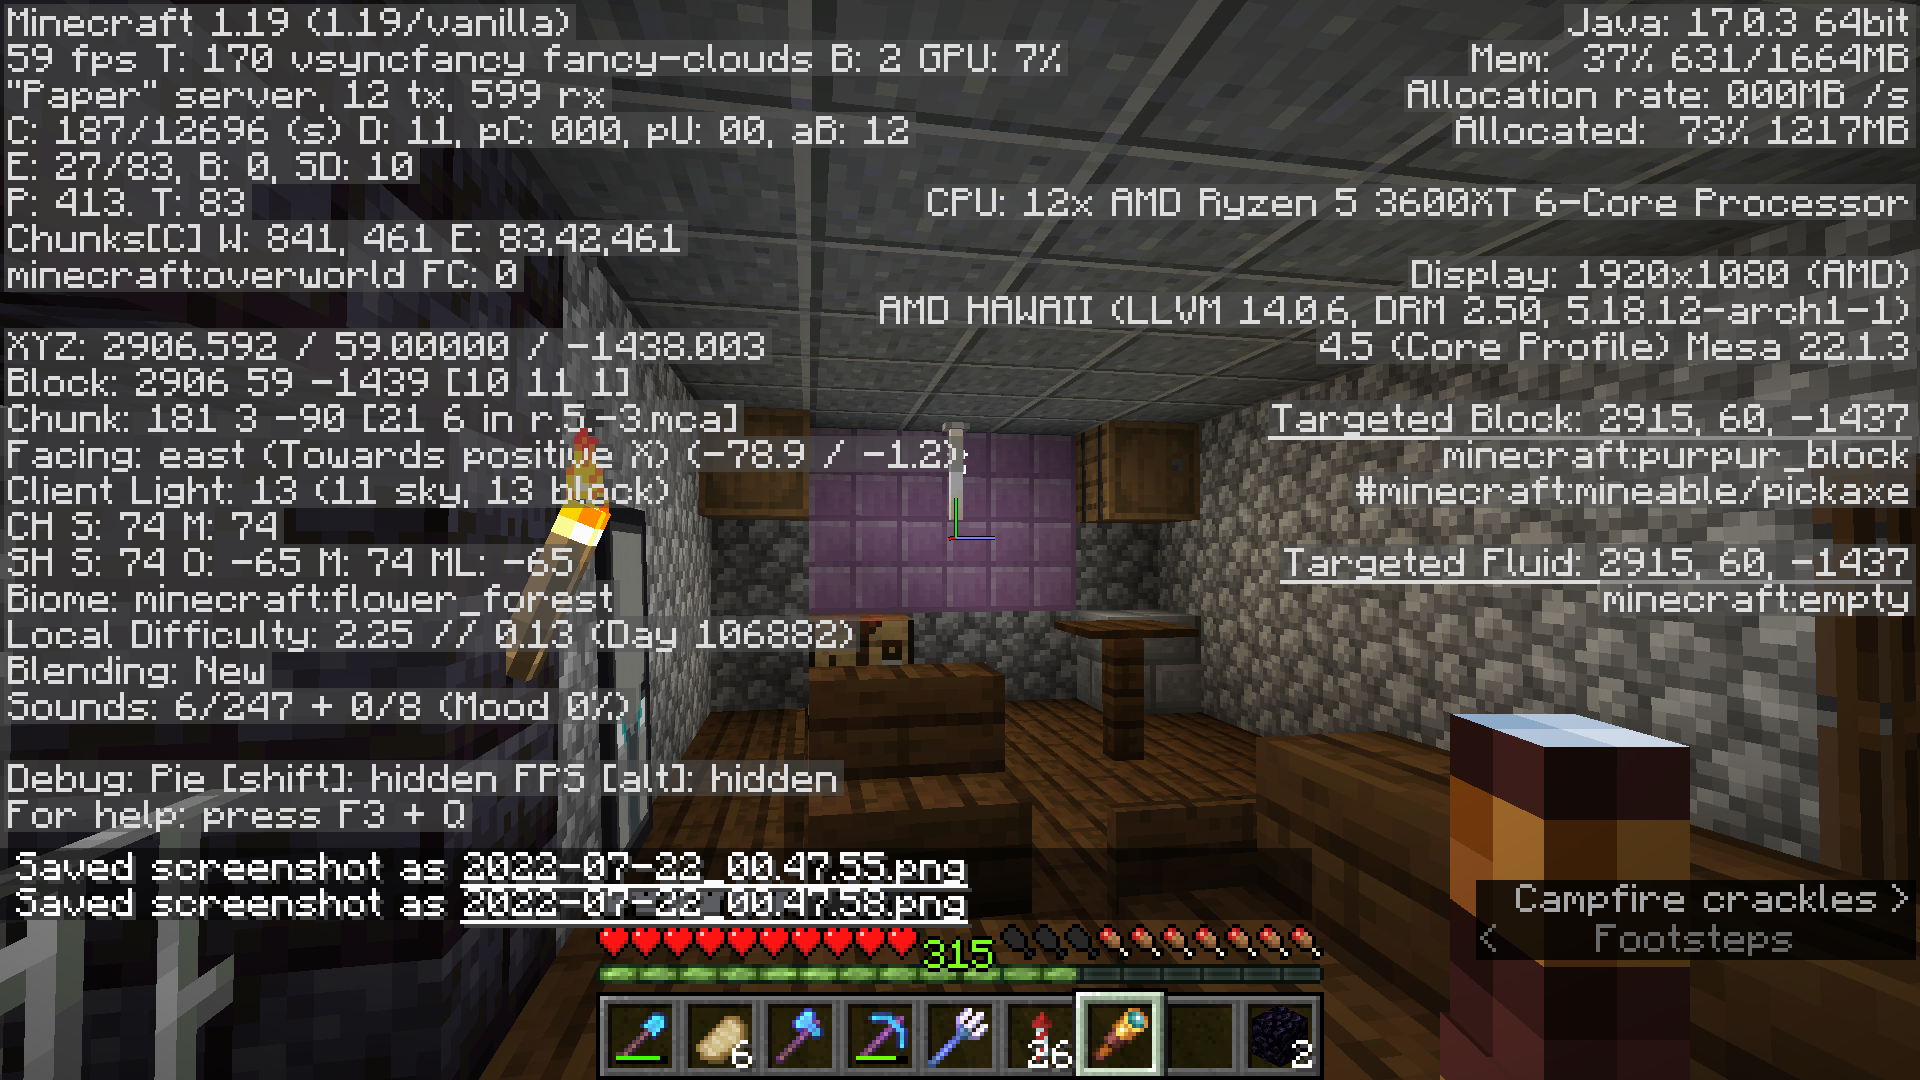 Minecraft 1.19 (1.19/vanilla)
59 fps T: 170 vsyncfancy fancy-clouds B: 2 GPU: 7%
"Paper" server, 12 tx, 599 rx
C: 187/12696 (s) D: 11, pC: 000, pU: 00, aB: 12
E: 27/83, B: 0, SD: 10
P: 413. T: 83
Chunks[C] W: 841, 461 E: 83,42,461
minecraft:overworld FC: 0
XYZ: 2906.592 / 59.00000 / -1438.003
Block: 2906 59 -1439 [10 11 1]
Chunk: 181 3 -90 [21 6 in r.5.-3.mca]
Facing: east (Towards positive X) (-78.9 / -1.2)
Client Light: 13 (11 sky, 13 block)
CH S: 74 M: 74
SH S: 74 O: -65 M: 74 ML: -65
Biome: minecraft:flower_forest
Local Difficulty: 2.25 // 0.13 (Day 106882)
Blending: New
Sounds: 6/247 + 0/8 (Mood 0%)
Debug: Pie [shift]: hidden FPS [alt]: hidden
For help: press F3 + Q
Java: 17.0.3 64bit
Mem: 37% 631/1664MB
Allocation rate: 000MB /s
Allocated: 73% 1217MB
CPU: 12x AMD Ryzen 5 3600XT 6-Core Processor
Display: 1920x1080 (AMD)
AMD HAWAII (LLVM 14.0.6, DRM 2.50, 5.18.12-arch1-1)
4.5 (Core Profile) Mesa 22.1.3
Targeted Block: 2915, 60, -1437
minecraft:purpur_block
#minecraft:mineable/pickaxe
Targeted Fluid: 2915, 60, -1437
minecraft:empty
Saved screenshot as 2022-07-22_00.47.55.png
Saved screenshot as 2022-07-22_00.47.58.png
Campfire crackles >
< Footsteps
315
6
26
2